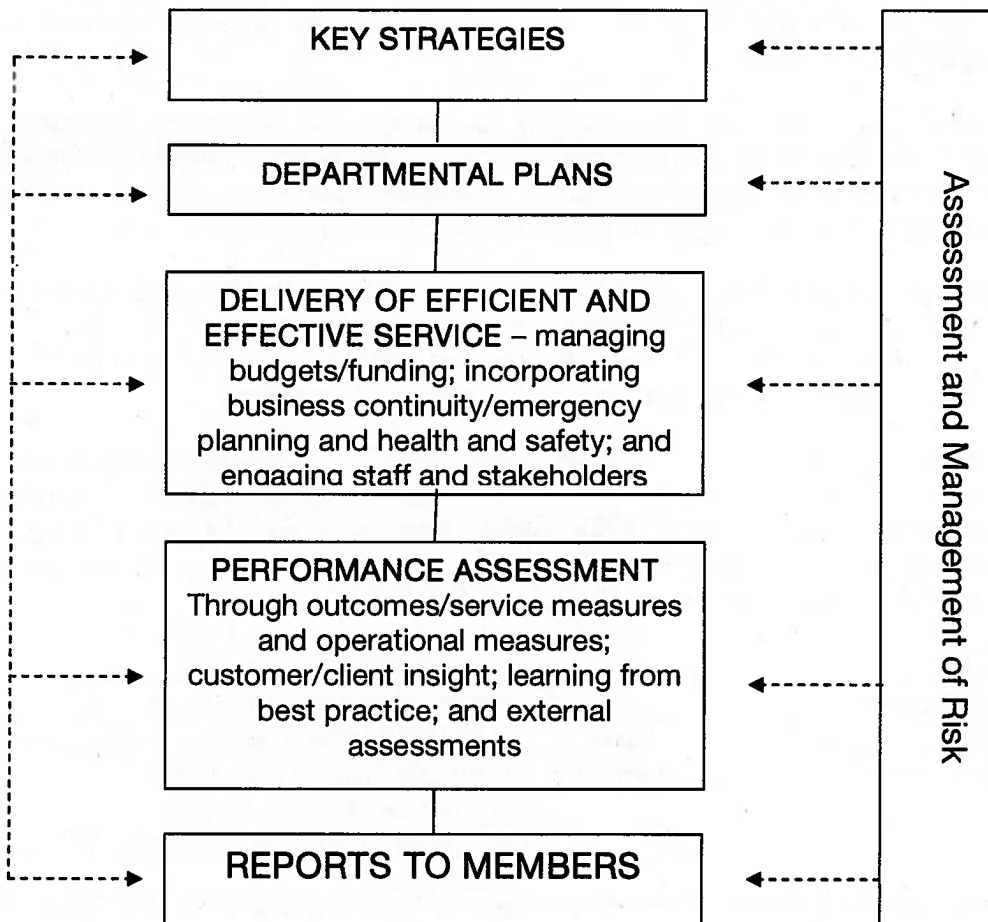 KEY STRATEGIES
DEPARTMENTAL PLANS
DELIVERY OF EFFICIENT AND
EFFECTIVE SERVICE – managing
budgets/funding; incorporating
business continuity/emergency
planning and health and safety; and
engaging staff and stakeholders
PERFORMANCE ASSESSMENT
Through outcomes/service measures
and operational measures;
customer/client insight; learning from
best practice; and external
assessments
REPORTS TO MEMBERS
Assessment and Management of Risk